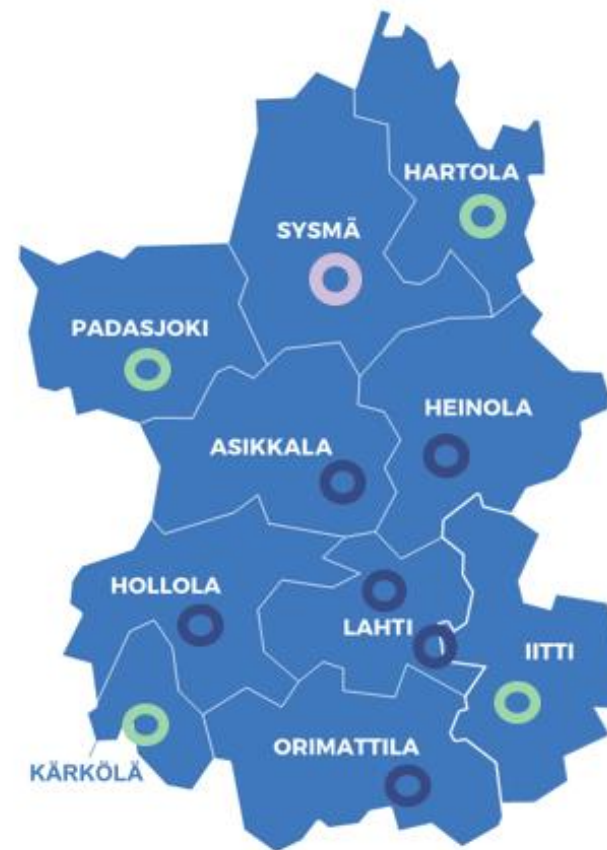 HARTOLA
SYSMÄ
PADASJOKI
HEINOLA
ASIKKALA
HOLLOLA
LAHTI
IITTI
ORIMATTILA
KÄRKÖLÄ